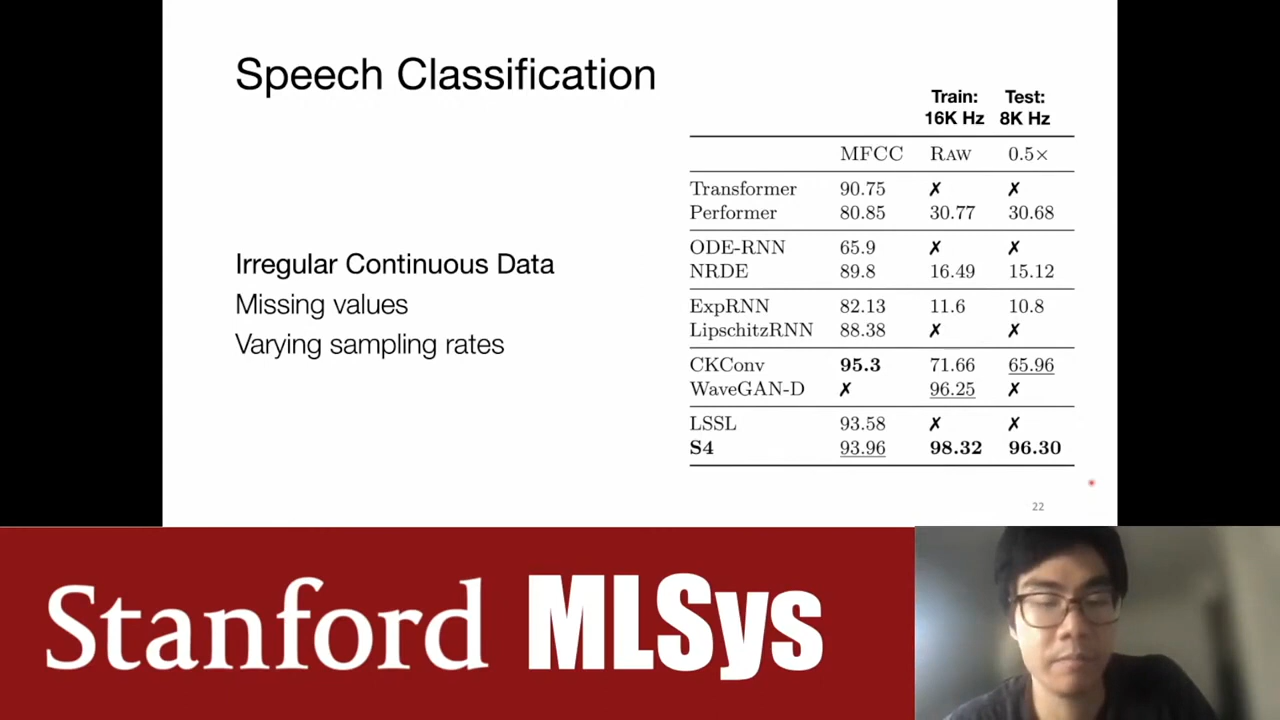 Speech Classification
Irregular Continuous Data
Missing values
Varying sampling rates
Train: Test:
16K Hz 8K Hz
MFCC RAW 0.5×
Transformer 90.75 ✗ ✗
Performer 80.85 30.77 30.68
ODE-RNN 65.9 ✗ ✗
NRDE 89.8 16.49 15.12
ExpRNN 82.13 11.6 10.8
LipschitzRNN 88.38 ✗ ✗
CKConv 95.3 71.66 65.96
WaveGAN-D ✗ 96.25 ✗
LSSL 93.58 ✗ ✗
S4 93.96 98.32 96.30
22
Stanford MLSys